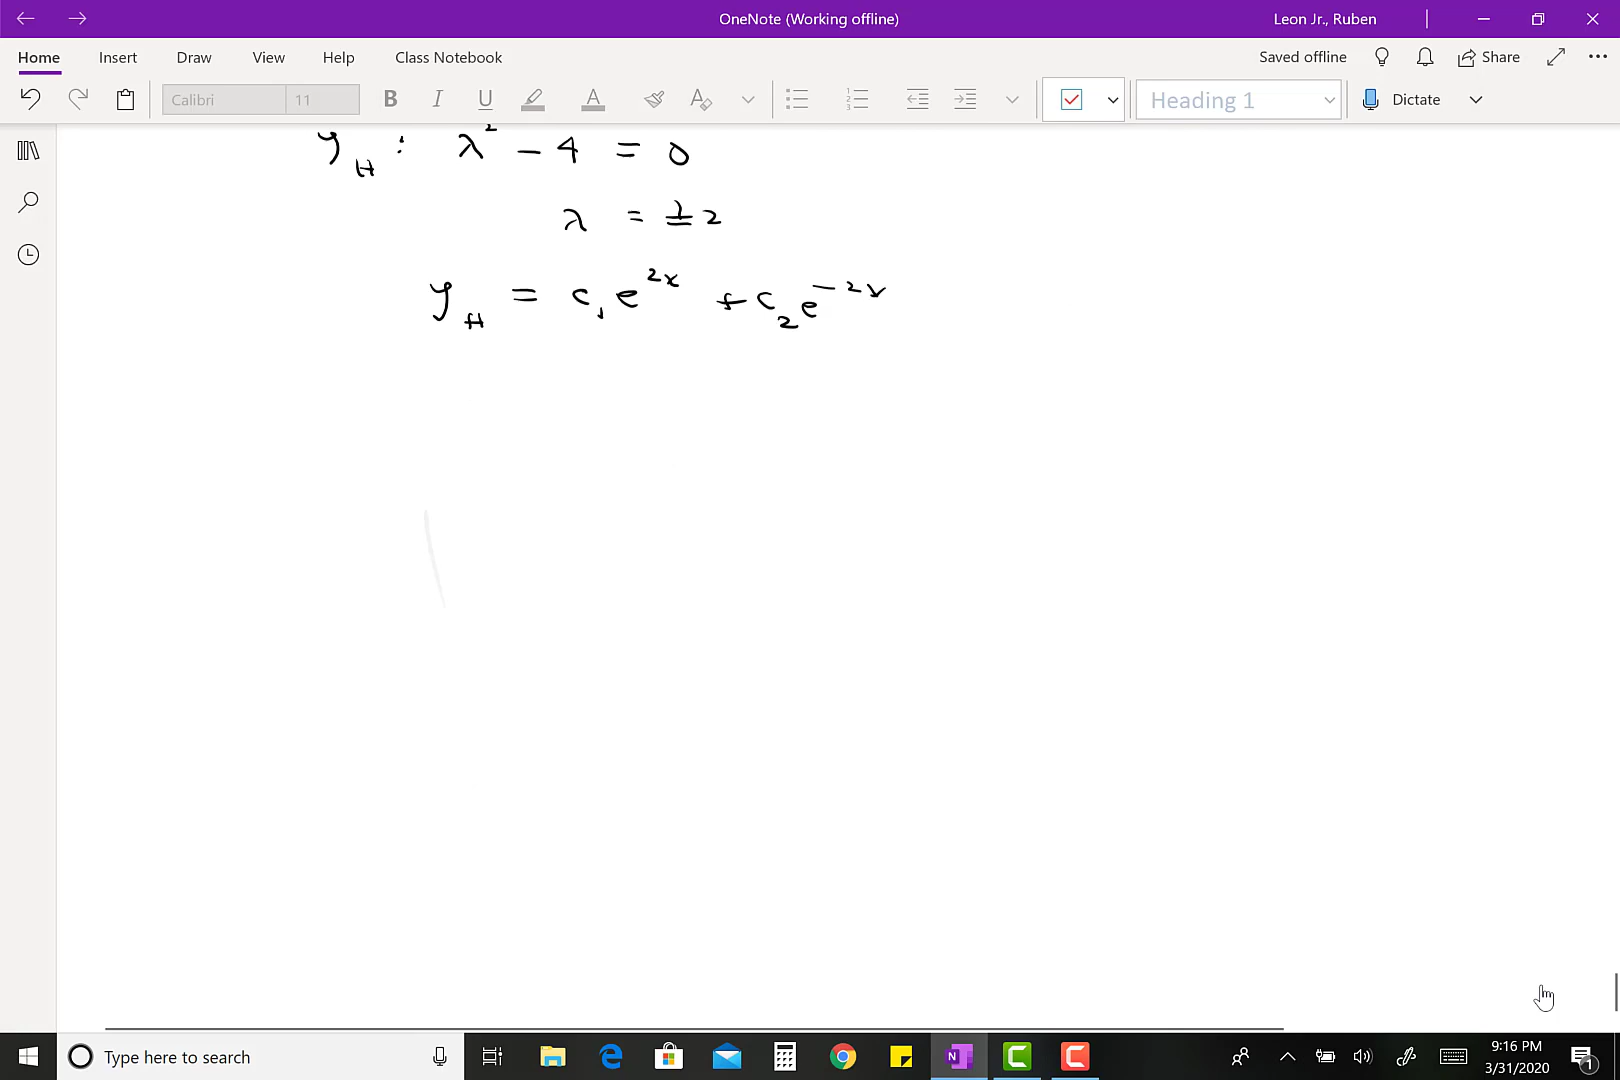 OneNote (Working offline)
Leon Jr., Ruben
Home Insert Draw View Help Class Notebook
Saved offline
Share
Calibri 11 B I U A A
Heading 1
Dictate
y_H : λ² - 4 = 0
λ = ±2
y_H = c₁e^{2x} + c₂e^{-2x}
Type here to search
9:16 PM
3/31/2020
1